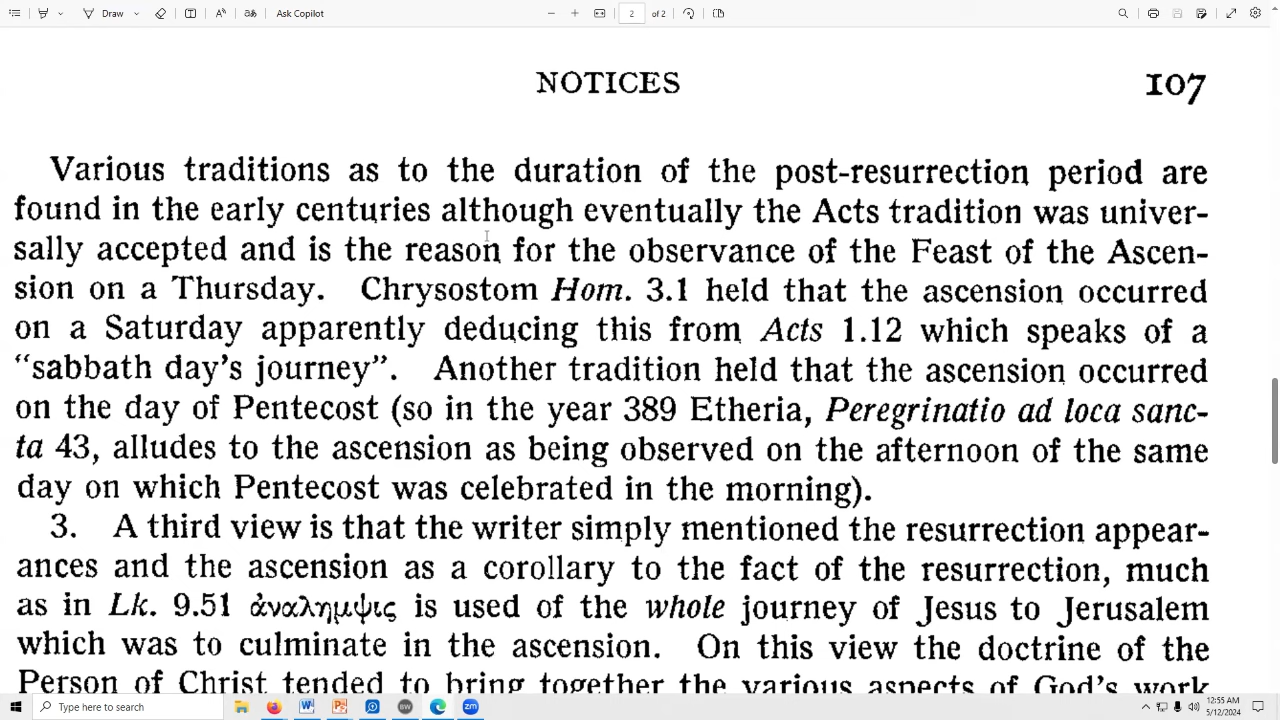 Draw
Ask Copilot
2
of 2
NOTICES
107
Various traditions as to the duration of the post-resurrection period are
found in the early centuries although eventually the Acts tradition was univer-
sally accepted and is the reason for the observance of the Feast of the Ascen-
sion on a Thursday. Chrysostom Hom. 3.1 held that the ascension occurred
on a Saturday apparently deducing this from Acts 1.12 which speaks of a
“sabbath day’s journey”. Another tradition held that the ascension occurred
on the day of Pentecost (so in the year 389 Etheria, Peregrinatio ad loca sanc-
ta 43, alludes to the ascension as being observed on the afternoon of the same
day on which Pentecost was celebrated in the morning).
3. A third view is that the writer simply mentioned the resurrection appear-
ances and the ascension as a corollary to the fact of the resurrection, much
as in Lk. 9.51 ἀναλημψις is used of the whole journey of Jesus to Jerusalem
which was to culminate in the ascension. On this view the doctrine of the
Person of Christ tended to bring together the various aspects of God’s work
Type here to search
12:55 AM
5/12/2024